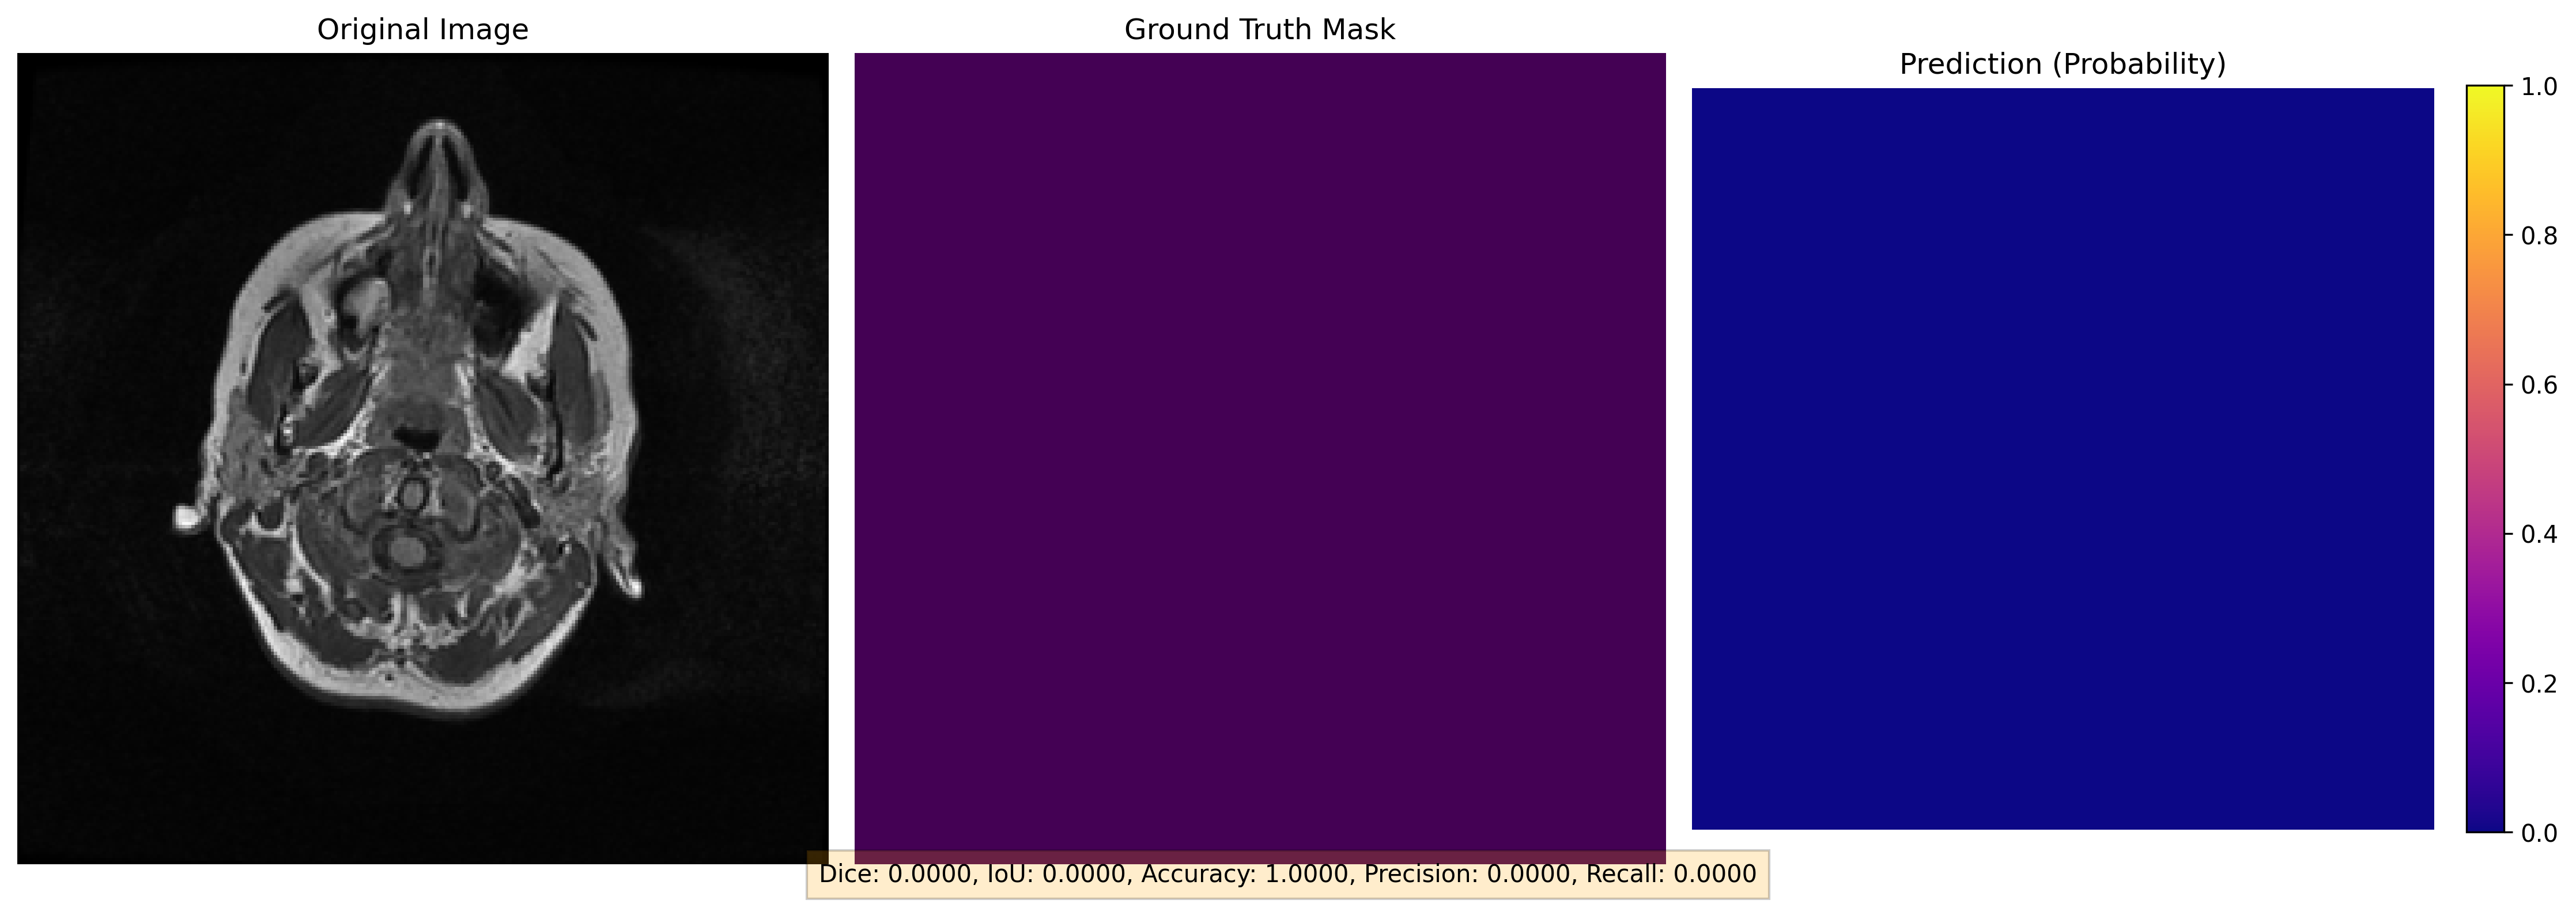 Original Image
Ground Truth Mask
Prediction (Probability)
1.0
0.8
0.6
0.4
0.2
0.0
Dice: 0.0000, IoU: 0.0000, Accuracy: 1.0000, Precision: 0.0000, Recall: 0.0000